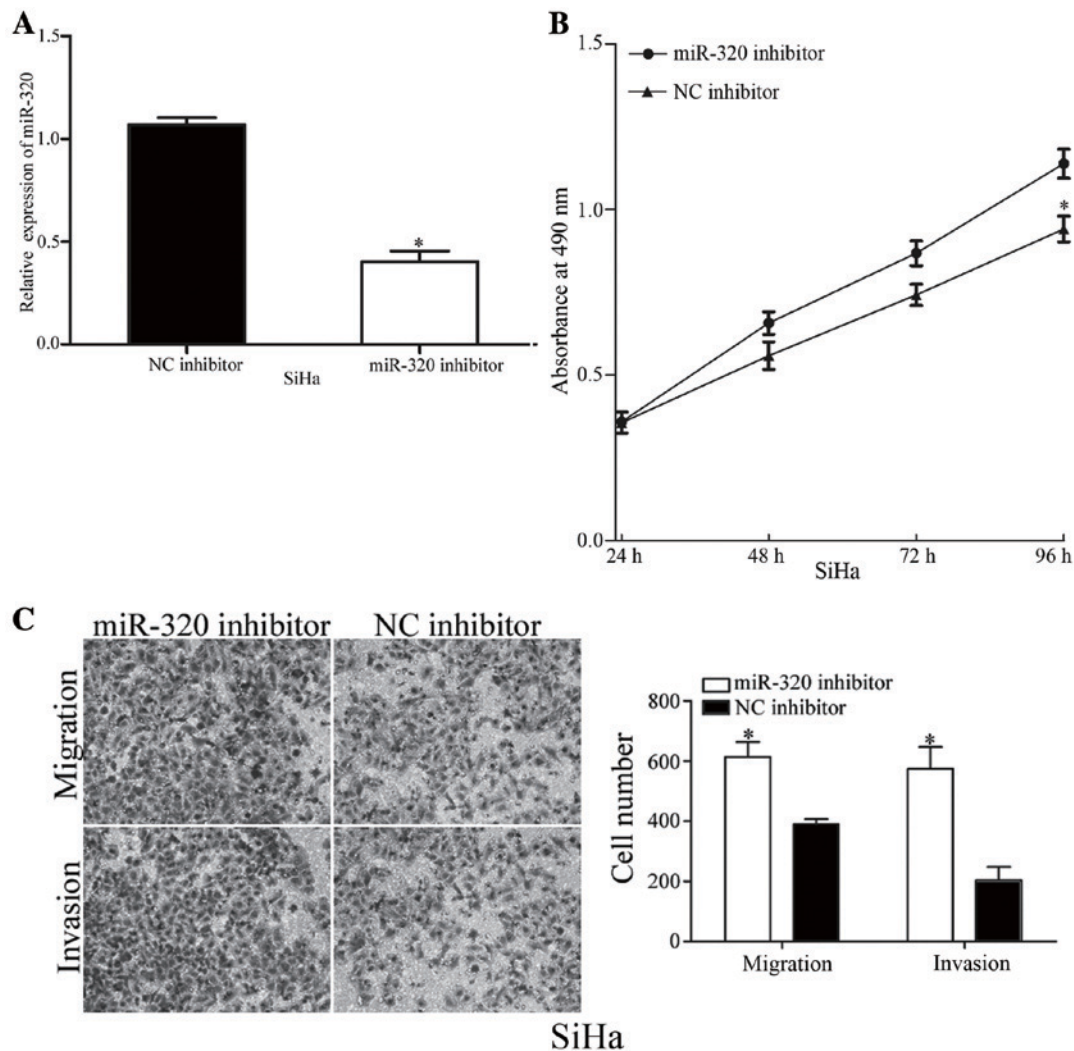 A
1.5
1.0
0.5
0.0
Relative expression of miR-320
*
NC inhibitor
miR-320 inhibitor
SiHa
B
miR-320 inhibitor
NC inhibitor
1.5
1.0
0.5
0.0
Absorbance at 490 nm
*
24 h 48 h 72 h 96 h
SiHa
C
miR-320 inhibitor NC inhibitor
Migration
Invasion
miR-320 inhibitor
NC inhibitor
800
600
400
200
0
Cell number
* *
Migration Invasion
SiHa